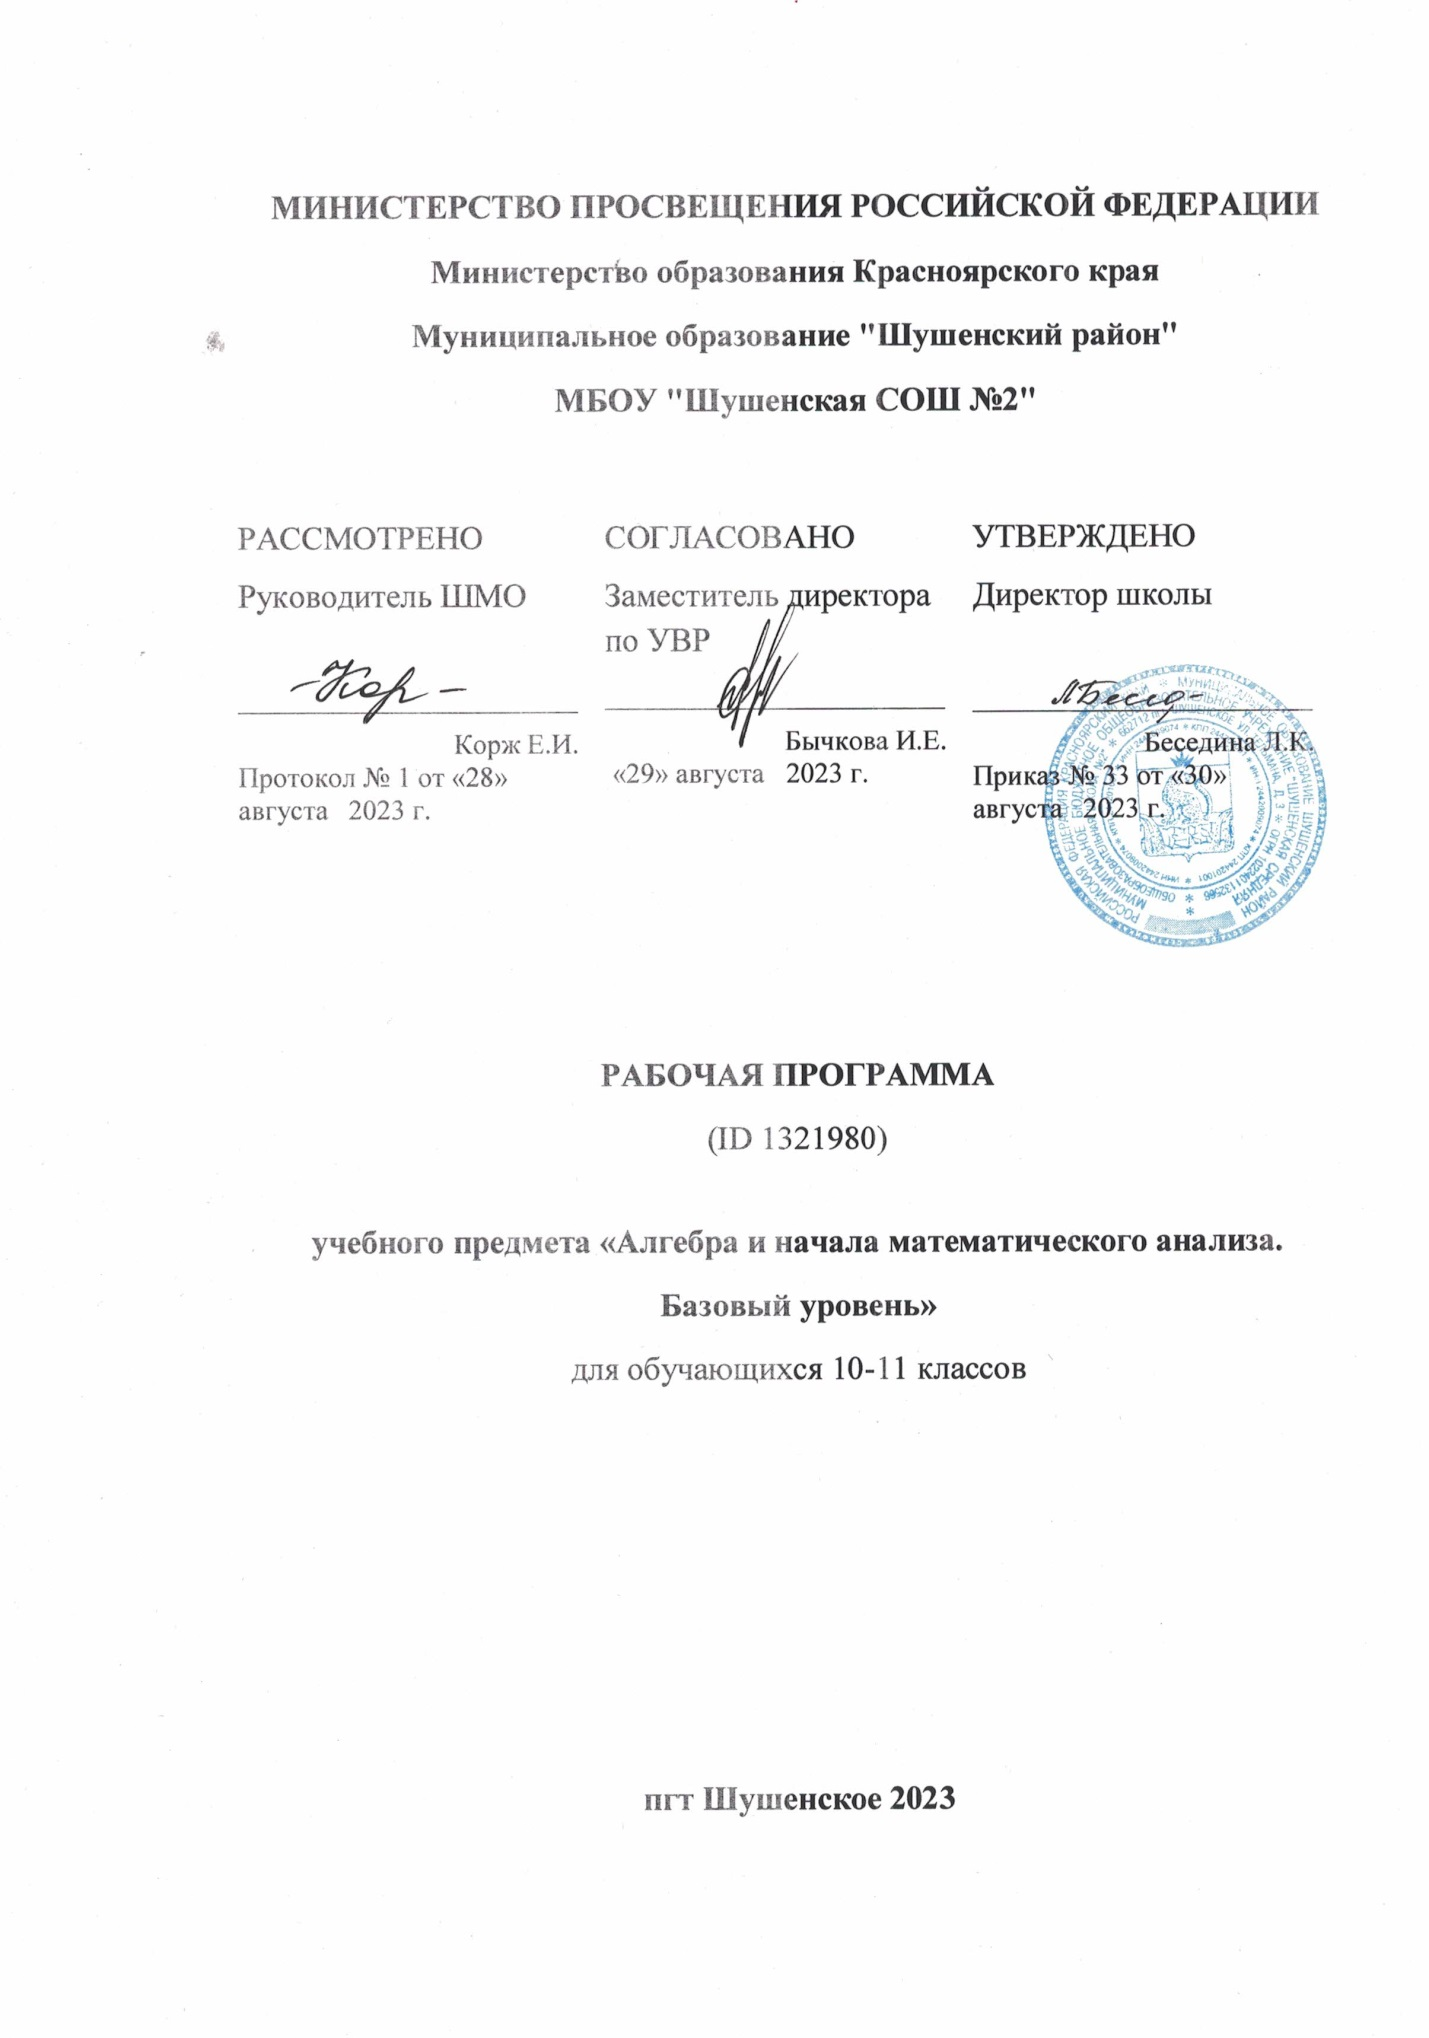 МИНИСТЕРСТВО ПРОСВЕЩЕНИЯ РОССИЙСКОЙ ФЕДЕРАЦИИ
Министерство образования Красноярского края
Муниципальное образование "Шушенский район"
МБОУ "Шушенская СОШ №2"
РАССМОТРЕНО
Руководитель ШМО
Корж Е.И.
Протокол № 1 от «28»
августа 2023 г.
СОГЛАСОВАНО
Заместитель директора
по УВР
Бычкова И.Е.
«29» августа 2023 г.
УТВЕРЖДЕНО
Директор школы
Беседина Л.К.
Приказ № 33 от «30»
августа 2023 г.
РАБОЧАЯ ПРОГРАММА
(ID 1321980)
учебного предмета «Алгебра и начала математического анализа.
Базовый уровень»
для обучающихся 10-11 классов
пгт Шушенское 2023